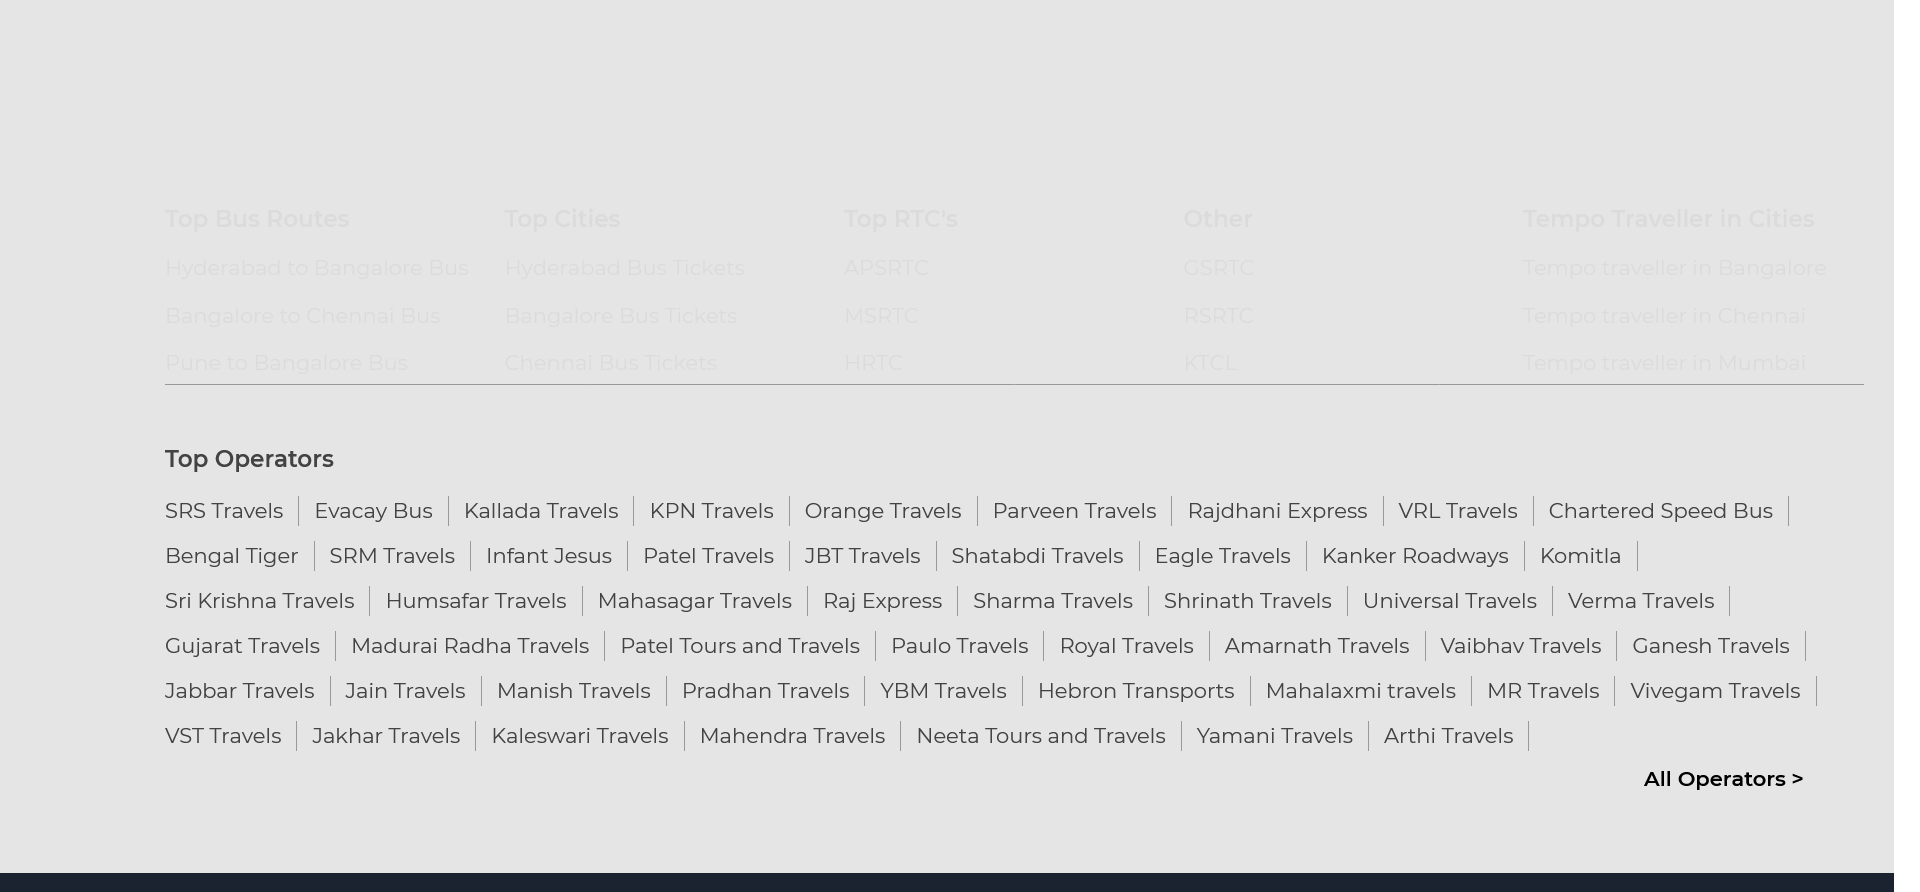 Top Bus Routes Top Cities Top RTC's Other Tempo Traveller in Cities
Hyderabad to Bangalore Bus Hyderabad Bus Tickets APSRTC GSRTC Tempo traveller in Bangalore
Bangalore to Chennai Bus Bangalore Bus Tickets MSRTC RSRTC Tempo traveller in Chennai
Pune to Bangalore Bus Chennai Bus Tickets HRTC KTCL Tempo traveller in Mumbai
Top Operators
SRS Travels Evacay Bus Kallada Travels KPN Travels Orange Travels Parveen Travels Rajdhani Express VRL Travels Chartered Speed Bus
Bengal Tiger SRM Travels Infant Jesus Patel Travels JBT Travels Shatabdi Travels Eagle Travels Kanker Roadways Komitla
Sri Krishna Travels Humsafar Travels Mahasagar Travels Raj Express Sharma Travels Shrinath Travels Universal Travels Verma Travels
Gujarat Travels Madurai Radha Travels Patel Tours and Travels Paulo Travels Royal Travels Amarnath Travels Vaibhav Travels Ganesh Travels
Jabbar Travels Jain Travels Manish Travels Pradhan Travels YBM Travels Hebron Transports Mahalaxmi travels MR Travels Vivegam Travels
VST Travels Jakhar Travels Kaleswari Travels Mahendra Travels Neeta Tours and Travels Yamani Travels Arthi Travels
All Operators >